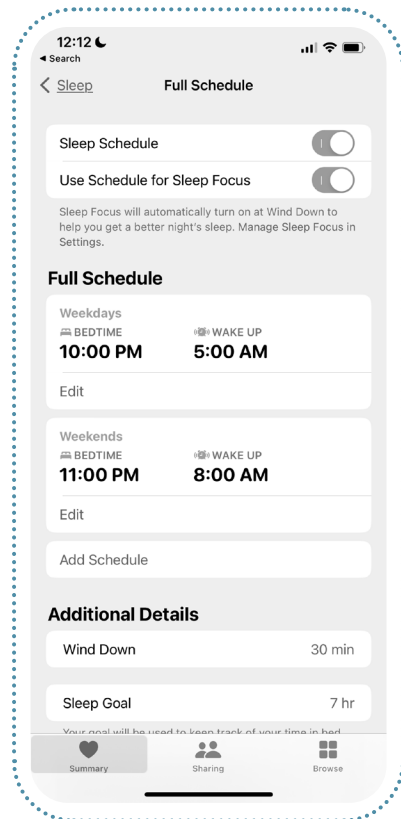 12:12
Search
Sleep
Full Schedule
Sleep Schedule
Use Schedule for Sleep Focus
Sleep Focus will automatically turn on at Wind Down to
help you get a better night's sleep. Manage Sleep Focus in
Settings.
Full Schedule
Weekdays
BEDTIME WAKE UP
10:00 PM 5:00 AM
Edit
Weekends
BEDTIME WAKE UP
11:00 PM 8:00 AM
Edit
Add Schedule
Additional Details
Wind Down 30 min
Sleep Goal 7 hr
Your goal will be used to keep track of your time in bed
Summary Sharing Browse